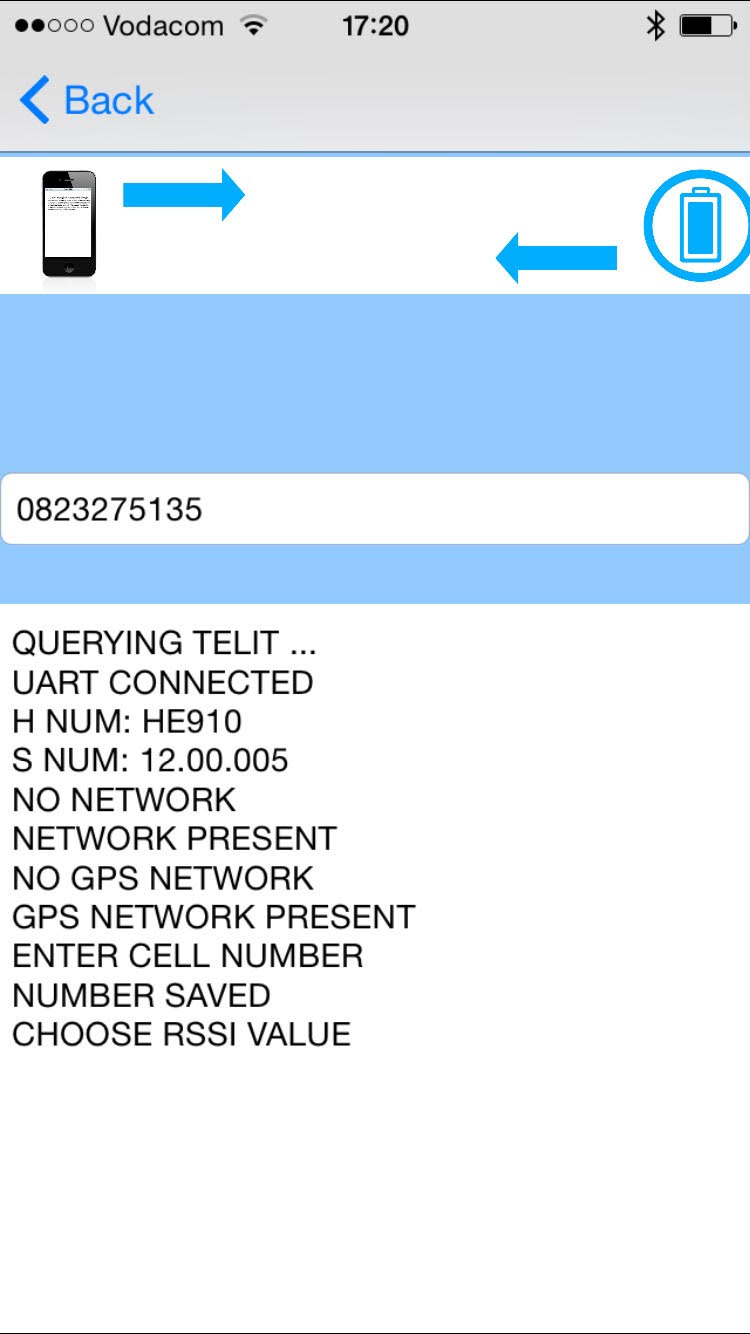 Vodacom 17:20
Back
0823275135
QUERYING TELIT ...
UART CONNECTED
H NUM: HE910
S NUM: 12.00.005
NO NETWORK
NETWORK PRESENT
NO GPS NETWORK
GPS NETWORK PRESENT
ENTER CELL NUMBER
NUMBER SAVED
CHOOSE RSSI VALUE